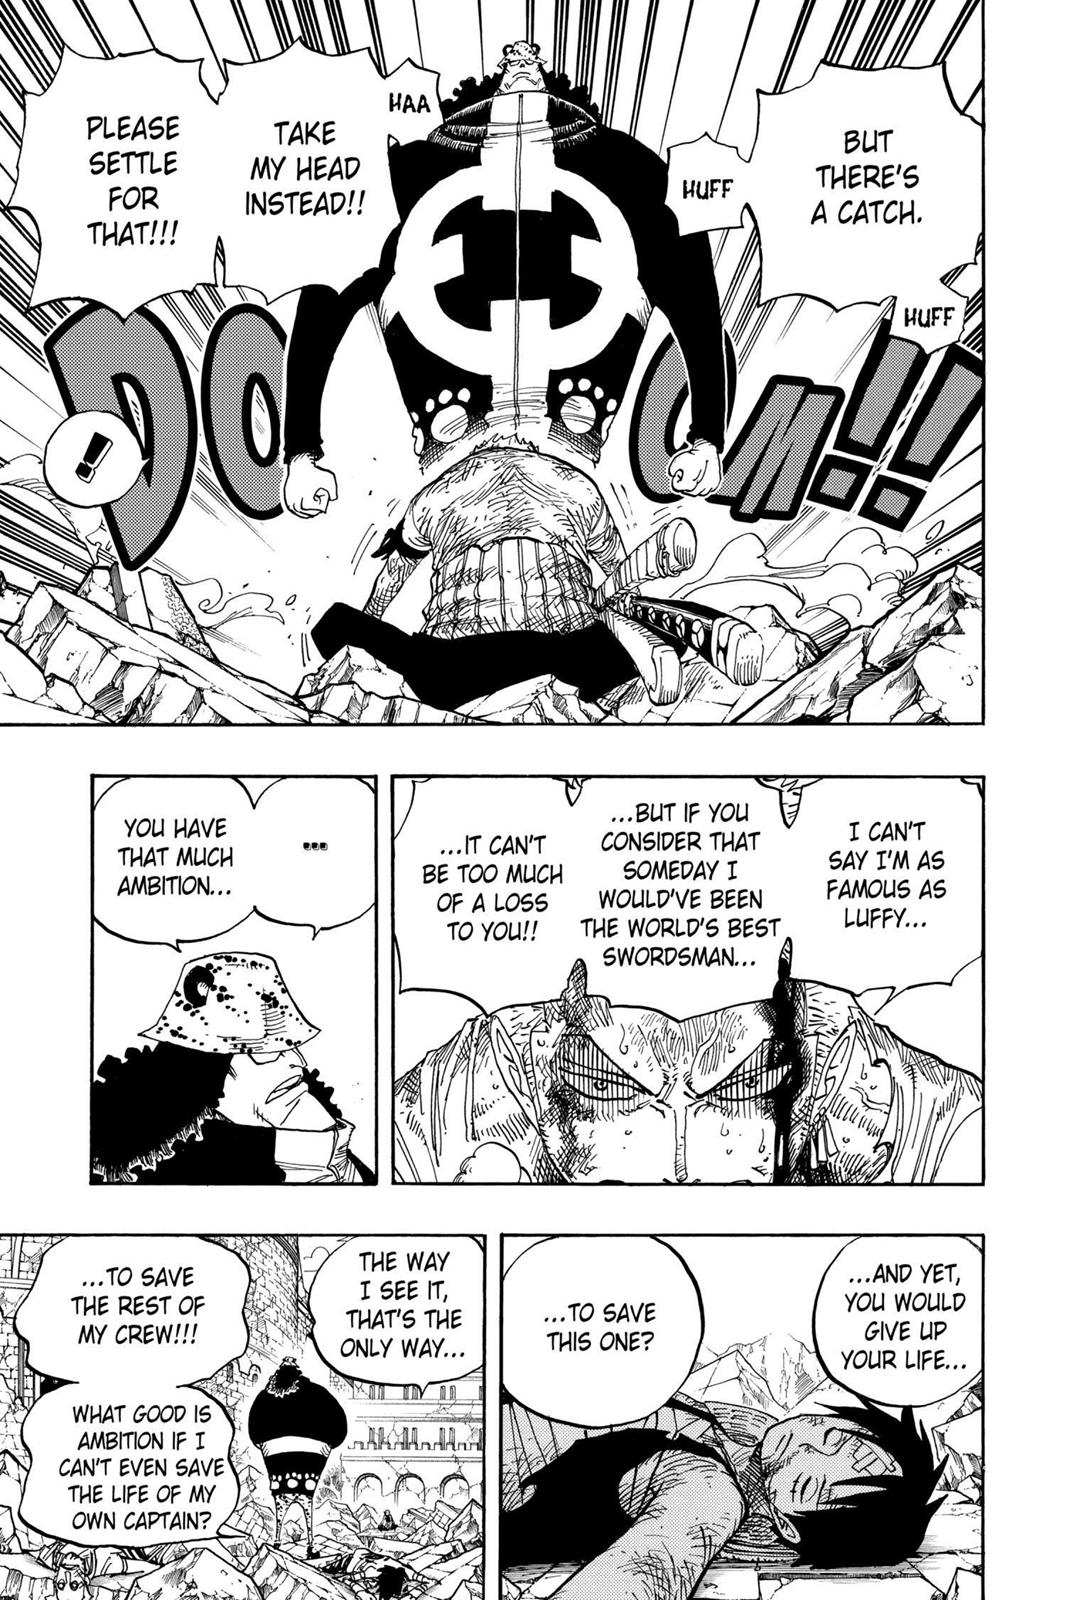 BUT
THERE'S
A CATCH.
HUFF
HUFF
HAA
TAKE
MY HEAD
INSTEAD!!
PLEASE
SETTLE
FOR
THAT!!!
DOOM!!
!
I CAN'T
SAY I'M AS
FAMOUS AS
LUFFY...
...BUT IF YOU
CONSIDER THAT
SOMEDAY I
WOULD'VE BEEN
THE WORLD'S BEST
SWORDSMAN...
...IT CAN'T
BE TOO MUCH
OF A LOSS
TO YOU!!
...
YOU HAVE
THAT MUCH
AMBITION...
...AND YET,
YOU WOULD
GIVE UP
YOUR LIFE...
...TO SAVE
THIS ONE?
THE WAY
I SEE IT,
THAT'S THE
ONLY WAY...
...TO SAVE
THE REST OF
MY CREW!!!
WHAT GOOD IS
AMBITION IF I
CAN'T EVEN SAVE
THE LIFE OF MY
OWN CAPTAIN?